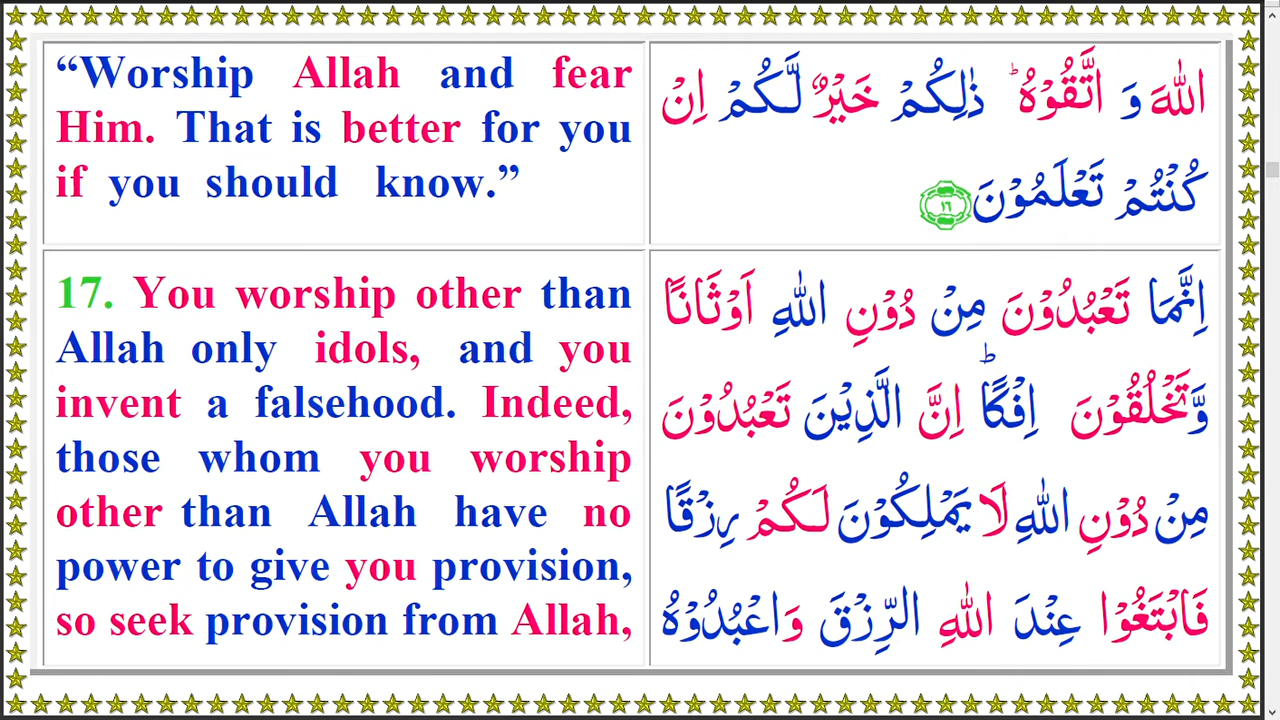 “Worship Allah and fear
Him. That is better for you
if you should know.”
اللّٰهَ وَ اتَّقُوْهُ ؕ ذٰلِكُمْ خَيْرٌ لَّكُمْ اِنْ
كُنْتُمْ تَعْلَمُوْنَ ۱٦
17. You worship other than
Allah only idols, and you
invent a falsehood. Indeed,
those whom you worship
other than Allah have no
power to give you provision,
so seek provision from Allah,
اِنَّمَا تَعْبُدُوْنَ مِنْ دُوْنِ اللّٰهِ اَوْثَانًا
وَّتَخْلُقُوْنَ اِفْكًا ؕ اِنَّ الَّذِيْنَ تَعْبُدُوْنَ
مِنْ دُوْنِ اللّٰهِ لَا يَمْلِكُوْنَ لَـكُمْ رِزْقًا
فَابْتَغُوْا عِنْدَ اللّٰهِ الرِّزْقَ وَاعْبُدُوْهُ